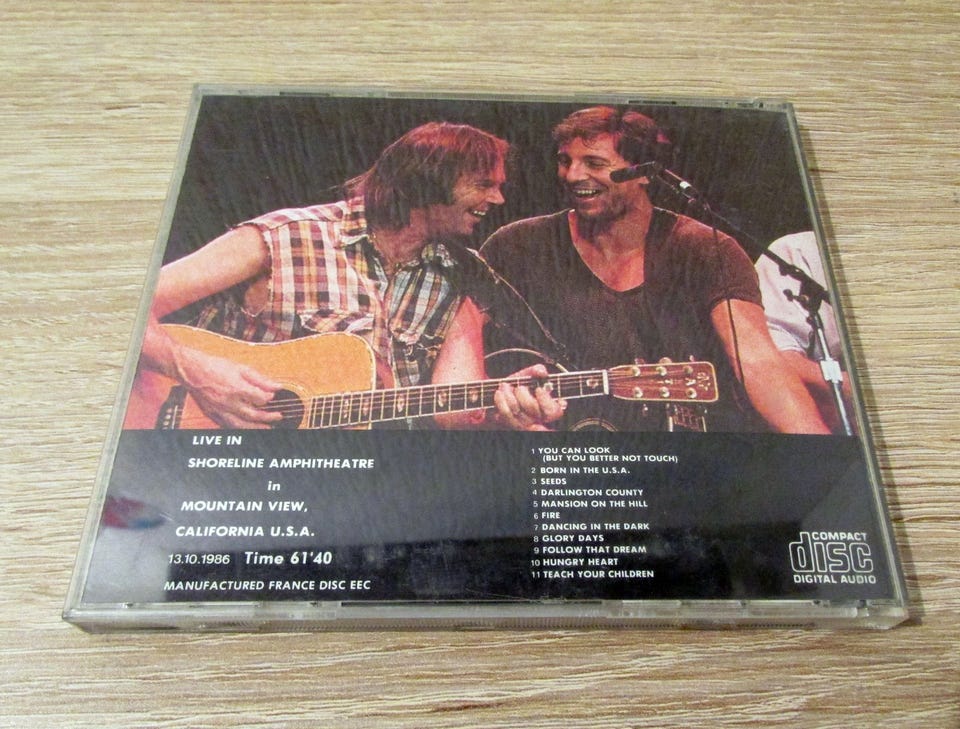 LIVE IN
SHORELINE AMPHITHEATRE
in
MOUNTAIN VIEW,
CALIFORNIA U.S.A.
13.10.1986 Time 61'40
MANUFACTURED FRANCE DISC EEC
1 YOU CAN LOOK
(BUT YOU BETTER NOT TOUCH)
2 BORN IN THE U.S.A.
3 SEEDS
4 DARLINGTON COUNTY
5 MANSION ON THE HILL
6 FIRE
7 DANCING IN THE DARK
8 GLORY DAYS
9 FOLLOW THAT DREAM
10 HUNGRY HEART
11 TEACH YOUR CHILDREN
COMPACT
disc
DIGITAL AUDIO